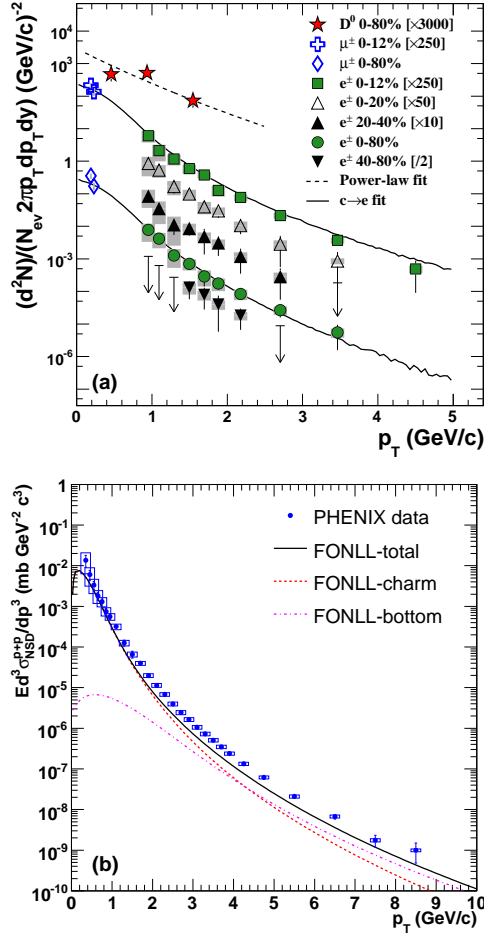 (d²N)/(N_ev 2πp_T dp_T dy) (GeV/c)⁻²
10⁴
10³
1
10⁻³
10⁻⁶
D⁰ 0-80% [×3000]
μ± 0-12% [×250]
μ± 0-80%
e± 0-12% [×250]
e± 0-20% [×50]
e± 20-40% [×10]
e± 0-80%
e± 40-80% [/2]
Power-law fit
c→e fit
(a)
0 1 2 3 4 5
p_T (GeV/c)
Ed³σ^{p+p}_{NSD}/dp³ (mb GeV⁻² c³)
1
10⁻¹
10⁻²
10⁻³
10⁻⁴
10⁻⁵
10⁻⁶
10⁻⁷
10⁻⁸
10⁻⁹
10⁻¹⁰
PHENIX data
FONLL-total
FONLL-charm
FONLL-bottom
(b)
0 1 2 3 4 5 6 7 8 9 10
p_T (GeV/c)